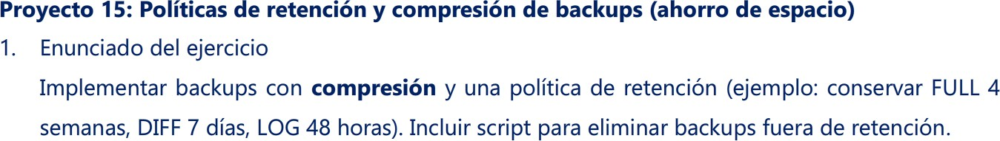 Proyecto 15: Políticas de retención y compresión de backups (ahorro de espacio)
1. Enunciado del ejercicio
Implementar backups con compresión y una política de retención (ejemplo: conservar FULL 4
semanas, DIFF 7 días, LOG 48 horas). Incluir script para eliminar backups fuera de retención.